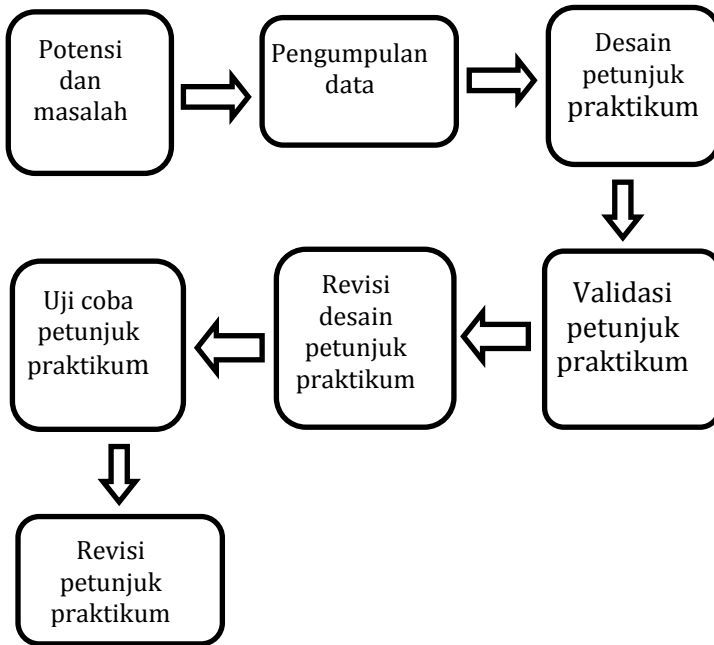 Potensi
dan
masalah
Pengumpulan
data
Desain
petunjuk
praktikum
Validasi
petunjuk
praktikum
Revisi
desain
petunjuk
praktikum
Uji coba
petunjuk
praktikum
Revisi
petunjuk
praktikum